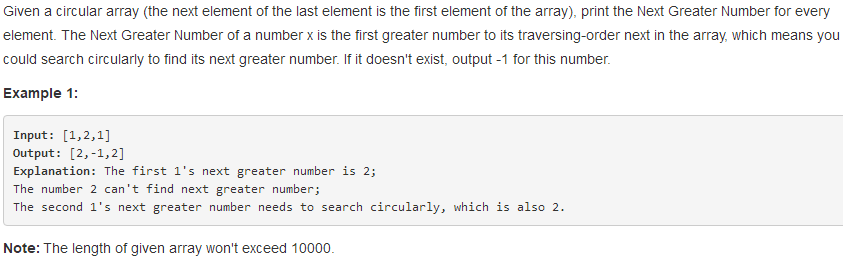 Given a circular array (the next element of the last element is the first element of the array), print the Next Greater Number for every
element. The Next Greater Number of a number x is the first greater number to its traversing-order next in the array, which means you
could search circularly to find its next greater number. If it doesn't exist, output -1 for this number.
Example 1:
Input: [1,2,1]
Output: [2,-1,2]
Explanation: The first 1's next greater number is 2;
The number 2 can't find next greater number;
The second 1's next greater number needs to search circularly, which is also 2.
Note: The length of given array won't exceed 10000.